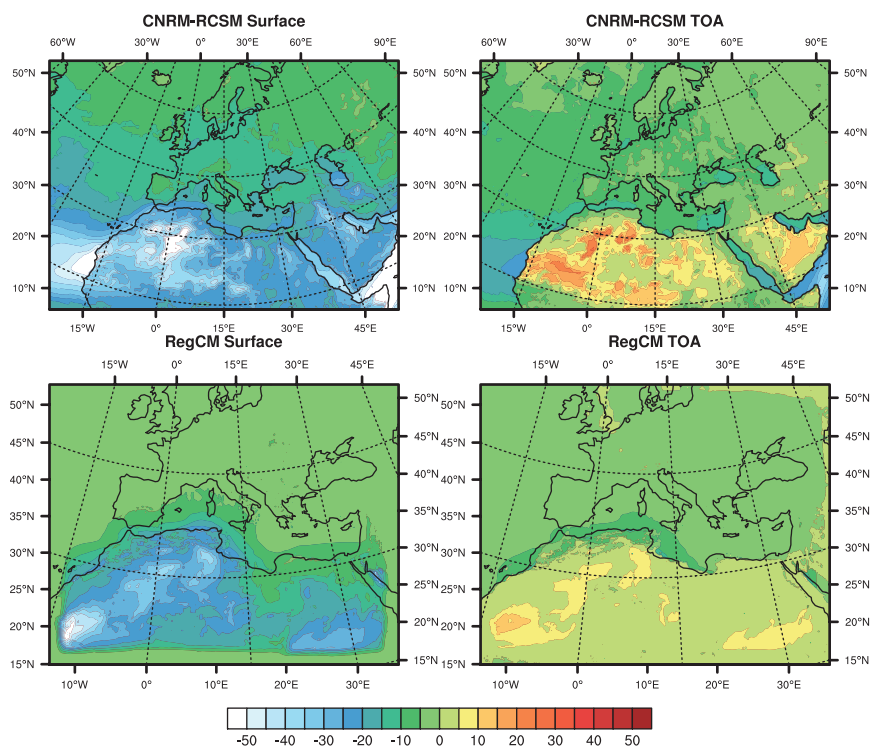 CNRM-RCSM Surface CNRM-RCSM TOA
60°W 30°W 15°W 0° 15°E 30°E 60°E 90°E 60°W 30°W 15°W 0° 15°E 30°E 60°E 90°E
50°N 50°N 50°N 50°N
40°N 40°N 40°N 40°N
30°N 30°N 30°N 30°N
20°N 20°N 20°N 20°N
10°N 10°N 10°N 10°N
15°W 0° 15°E 30°E 45°E 15°W 0° 15°E 30°E 45°E
RegCM Surface RegCM TOA
15°W 0° 15°E 30°E 45°E 15°W 0° 15°E 30°E 45°E
50°N 50°N 50°N 50°N
45°N 45°N 45°N 45°N
40°N 40°N 40°N 40°N
35°N 35°N 35°N 35°N
30°N 30°N 30°N 30°N
25°N 25°N 25°N 25°N
20°N 20°N 20°N 20°N
15°N 15°N 15°N 15°N
10°W 0° 10°E 20°E 30°E 10°W 0° 10°E 20°E 30°E
-50 -40 -30 -20 -10 0 10 20 30 40 50